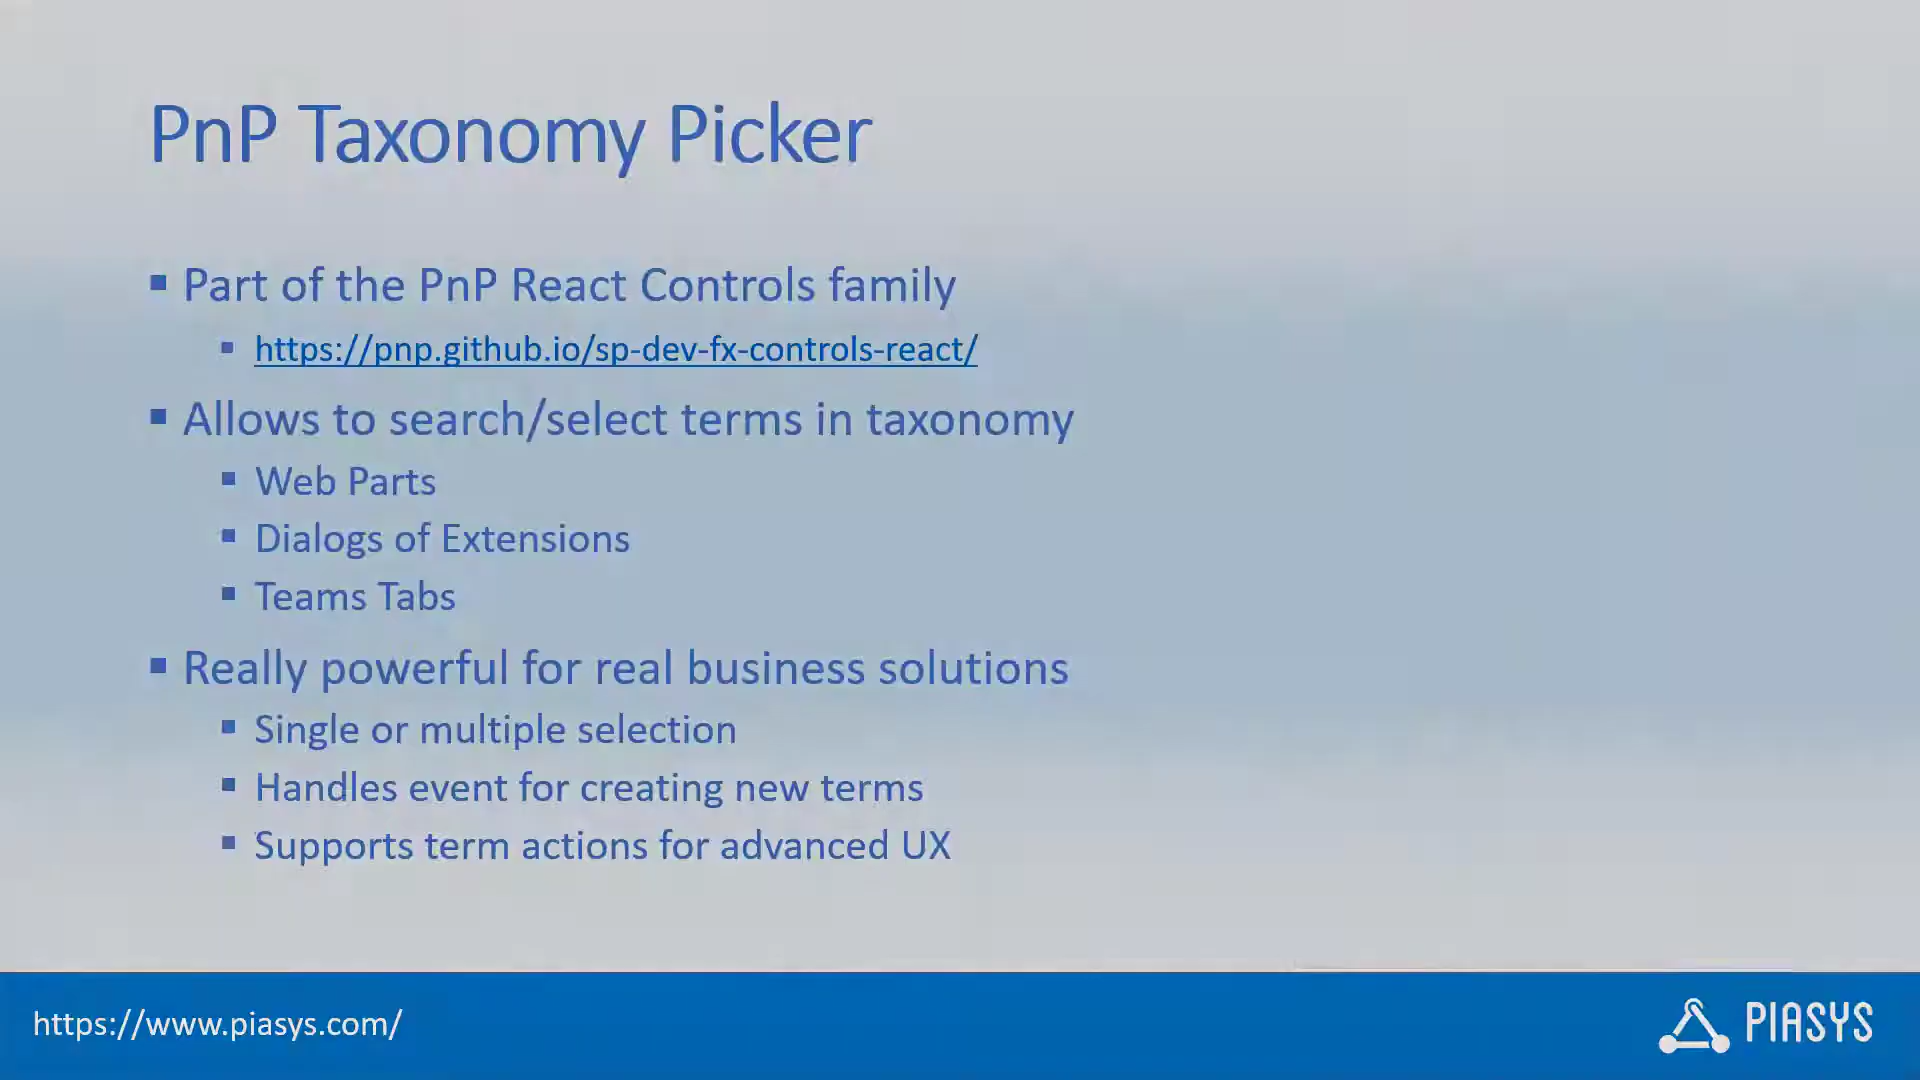 PnP Taxonomy Picker
Part of the PnP React Controls family
https://pnp.github.io/sp-dev-fx-controls-react/
Allows to search/select terms in taxonomy
Web Parts
Dialogs of Extensions
Teams Tabs
Really powerful for real business solutions
Single or multiple selection
Handles event for creating new terms
Supports term actions for advanced UX
https://www.piasys.com/
PIASYS